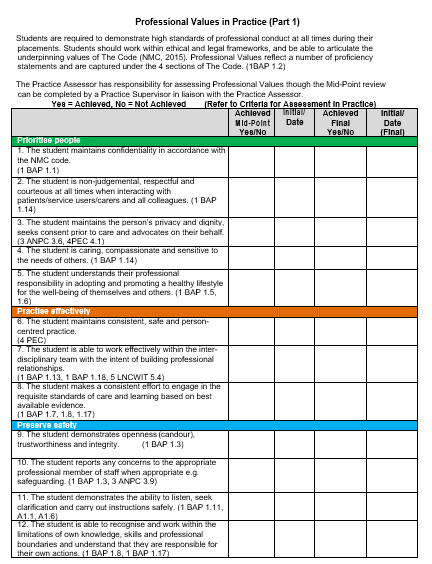 Professional Values in Practice (Part 1)
Students are required to demonstrate high standards of professional conduct at all times during their
placements. Students should work within ethical and legal frameworks, and be able to articulate the
underpinning values of The Code (NMC, 2015). Professional Values reflect a number of proficiency
statements and are captured under the 4 sections of The Code. (1BAP 1.2)
The Practice Assessor has responsibility for assessing Professional Values though the Mid-Point review
can be completed by a Practice Supervisor in liaison with the Practice Assessor.
Yes = Achieved, No = Not Achieved (Refer to Criteria for Assessment in Practice)
Achieved Mid-Point Yes/No
Initial/ Date
Achieved Final Yes/No
Initial/ Date (Final)
Prioritise people
1. The student maintains confidentiality in accordance with
the NMC code.
(1 BAP 1.1)
2. The student is non-judgemental, respectful and
courteous at all times when interacting with
patients/service users/carers and all colleagues. (1 BAP
1.14)
3. The student maintains the person's privacy and dignity,
seeks consent prior to care and advocates on their behalf.
(3 ANPC 3.6, 4PEC 4.1)
4. The student is caring, compassionate and sensitive to
the needs of others. (1 BAP 1.14)
5. The student understands their professional
responsibility in adopting and promoting a healthy lifestyle
for the well-being of themselves and others. (1 BAP 1.5,
1.6)
Practise effectively
6. The student maintains consistent, safe and person-
centred practice.
(4 PEC)
7. The student is able to work effectively within the inter-
disciplinary team with the intent of building professional
relationships.
(1 BAP 1.13, 1 BAP 1.18, 5 LNCWIT 5.4)
8. The student makes a consistent effort to engage in the
requisite standards of care and learning based on best
available evidence.
(1 BAP 1.7, 1.8, 1.17)
Preserve safety
9. The student demonstrates openness (candour),
trustworthiness and integrity. (1 BAP 1.3)
10. The student reports any concerns to the appropriate
professional member of staff when appropriate e.g.
safeguarding. (1 BAP 1.3, 3 ANPC 3.9)
11. The student demonstrates the ability to listen, seek
clarification and carry out instructions safely. (1 BAP 1.11,
A1.1, A1.6)
12. The student is able to recognise and work within the
limitations of own knowledge, skills and professional
boundaries and understand that they are responsible for
their own actions. (1 BAP 1.8, 1 BAP 1.17)